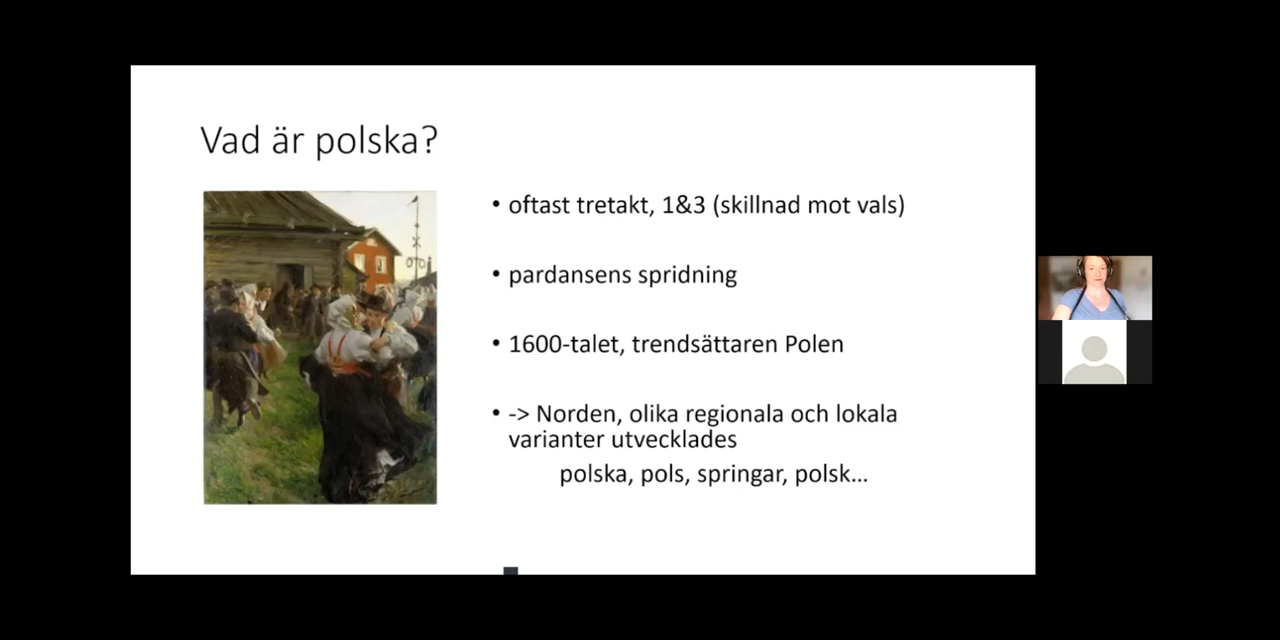 Vad är polska?
• oftast tretakt, 1&3 (skillnad mot vals)
• pardansens spridning
• 1600-talet, trendsättaren Polen
• -> Norden, olika regionala och lokala
varianter utvecklades
polska, pols, springar, polsk…